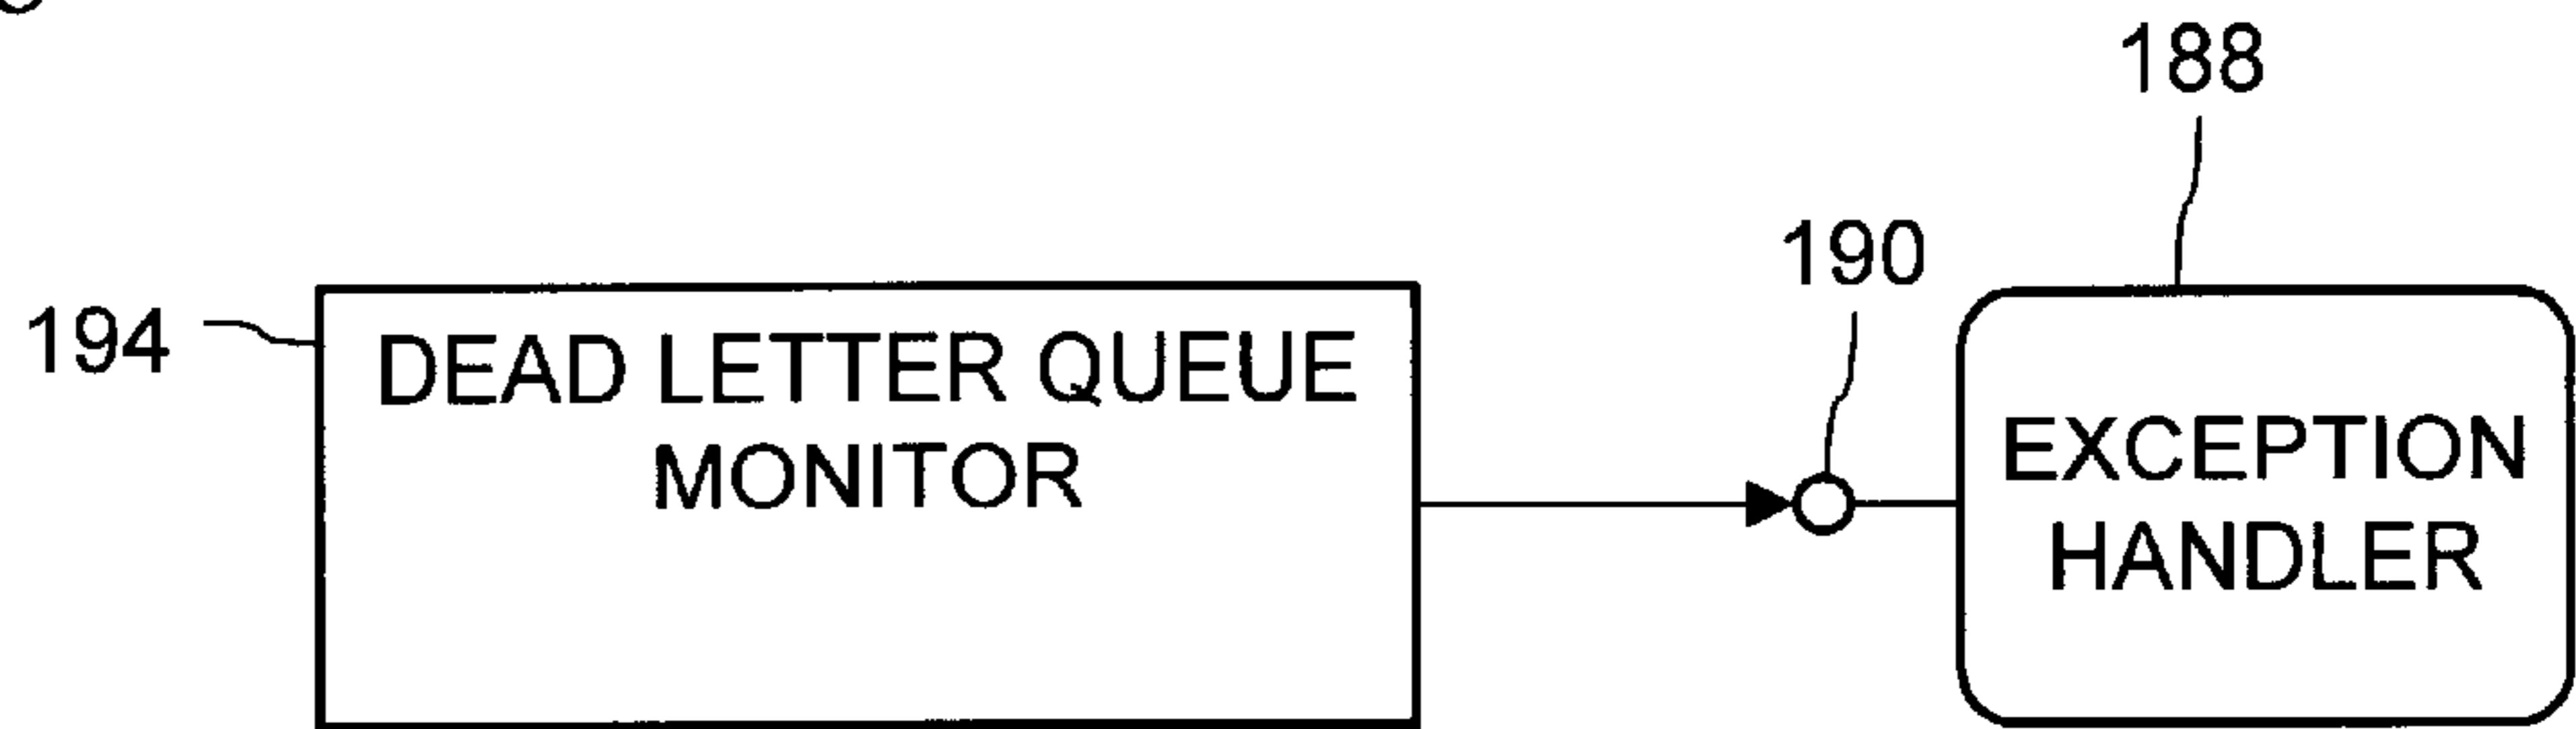 188
190
194
DEAD LETTER QUEUE
MONITOR
EXCEPTION
HANDLER